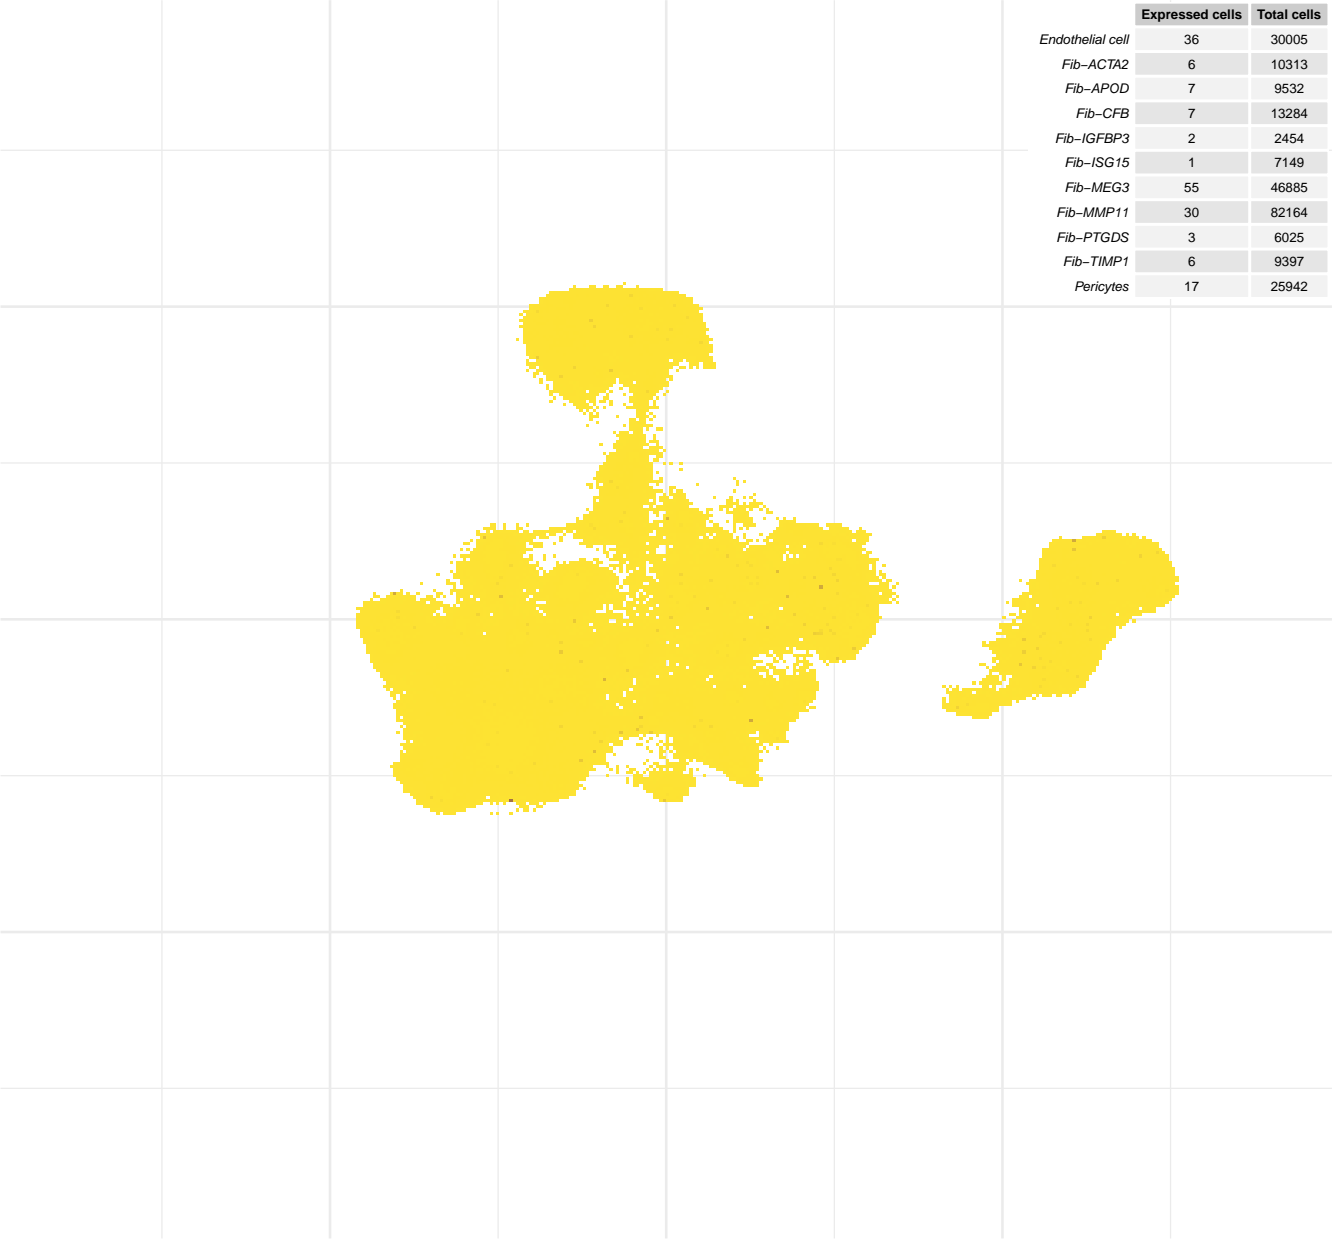 Expressed cells Total cells
Endothelial cell 36 30005
Fib−ACTA2 6 10313
Fib−APOD 7 9532
Fib−CFB 7 13284
Fib−IGFBP3 2 2454
Fib−ISG15 1 7149
Fib−MEG3 55 46885
Fib−MMP11 30 82164
Fib−PTGDS 3 6025
Fib−TIMP1 6 9397
Pericytes 17 25942